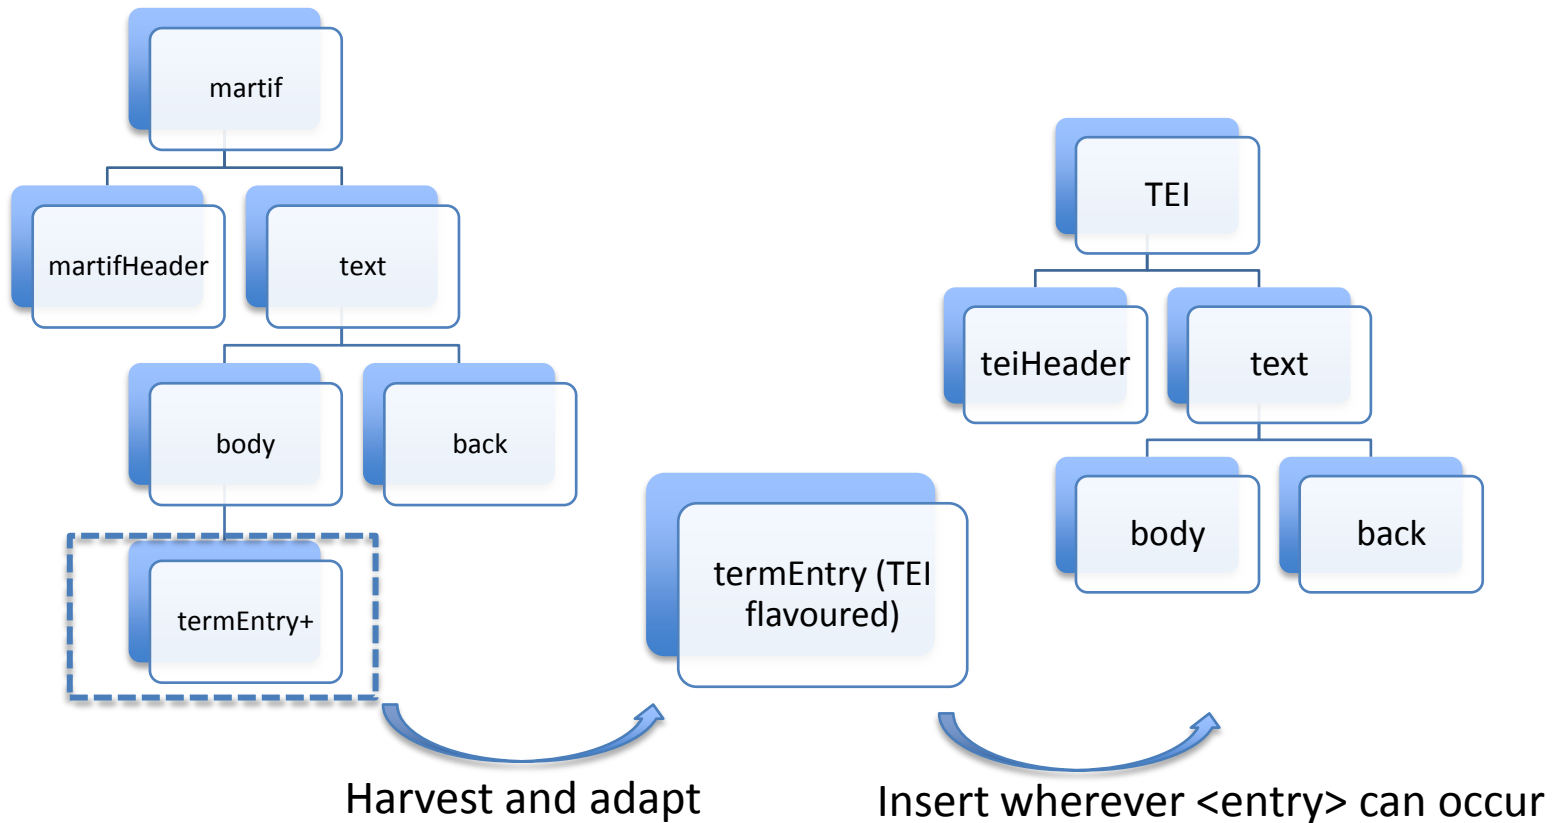 martif
martifHeader
text
body
back
termEntry+
termEntry (TEI
flavoured)
TEI
teiHeader
text
body
back
Harvest and adapt
Insert wherever <entry> can occur